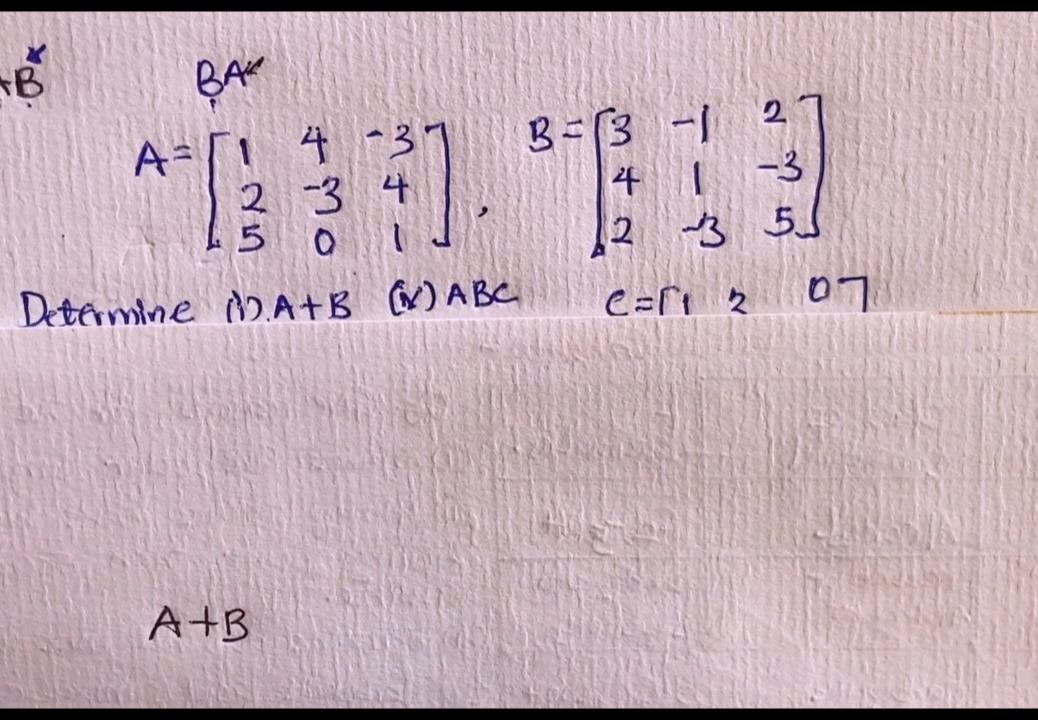 +B BA
A = [ 1 4 -3 ] , B = [ 3 -1 2 ]
2 -3 4 4 1 -3
5 0 1 2 -3 5
Determine (i). A+B (iv) ABC C = [ 1 2 0 ]
A+B